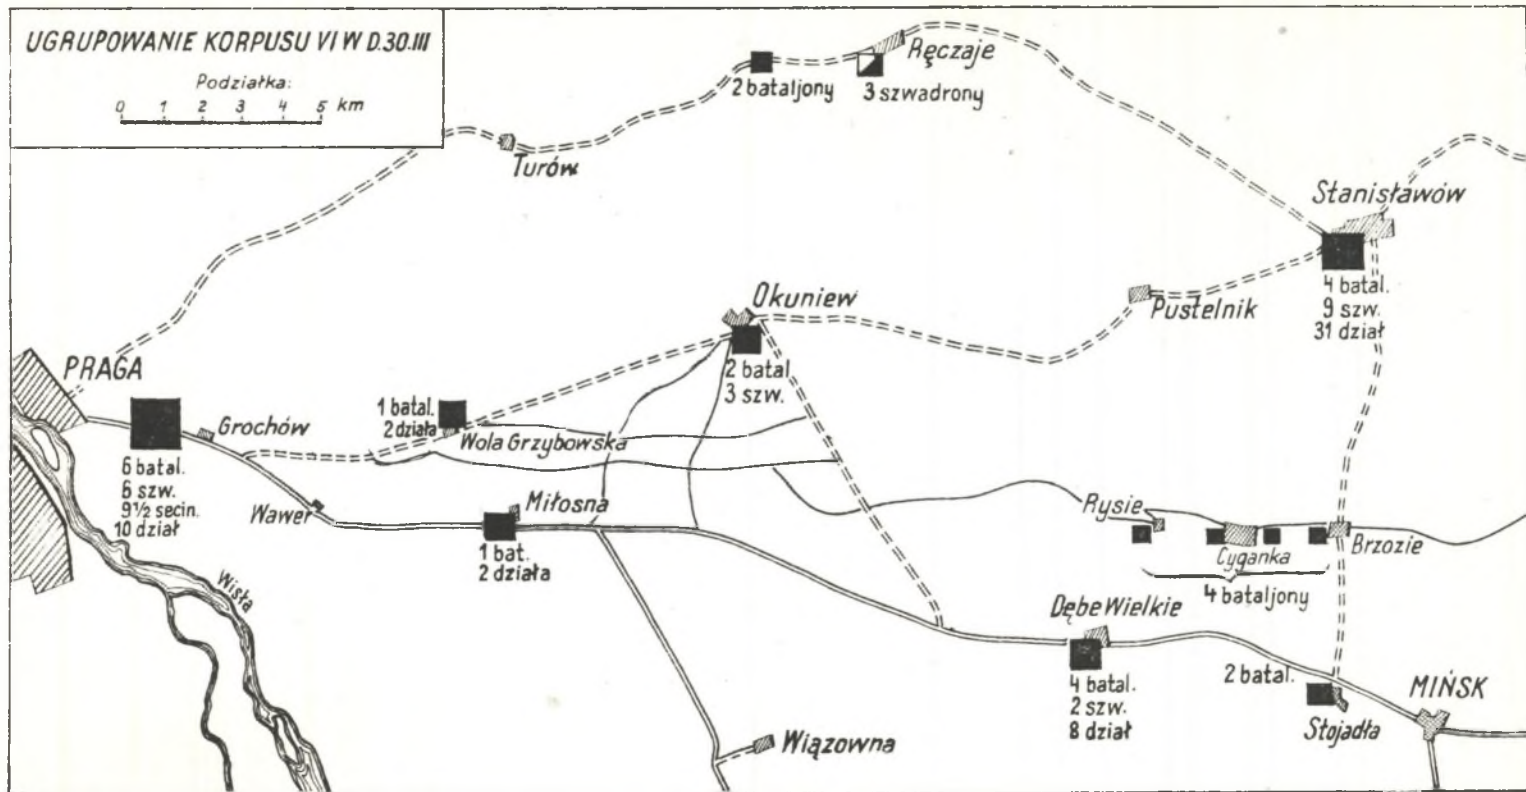 UGRUPOWANIE KORPUSU VI W D.30.III
Podziałka:
0 1 2 3 4 5 km
Ręczaje
2 bataljony
3 szwadrony
Turów
Stanisławów
4 batal.
9 szw.
31 dział
Pustelnik
Okuniew
2 batal
3 szw.
PRAGA
6 batal.
6 szw.
9½ secin.
10 dział
Grochów
1 batal.
2 działa
Wola Grzybowska
Wawer
Miłosna
1 bat.
2 działa
Wisła
Rysie
Cyganka
Brzozie
4 bataljony
Dębe Wielkie
4 batal.
2 szw.
8 dział
2 batal.
Stojadła
MIŃSK
Wiązowna